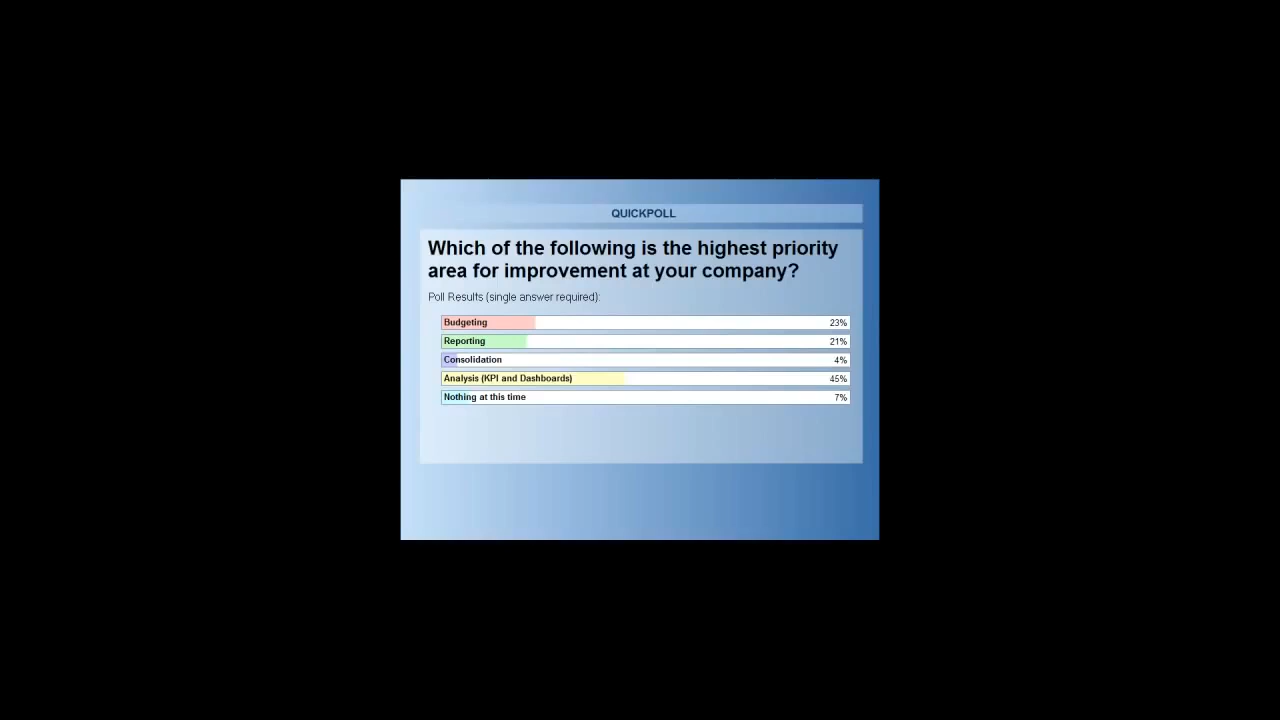 QUICKPOLL
Which of the following is the highest priority
area for improvement at your company?
Poll Results (single answer required):
Budgeting 23%
Reporting 21%
Consolidation 4%
Analysis (KPI and Dashboards) 45%
Nothing at this time 7%